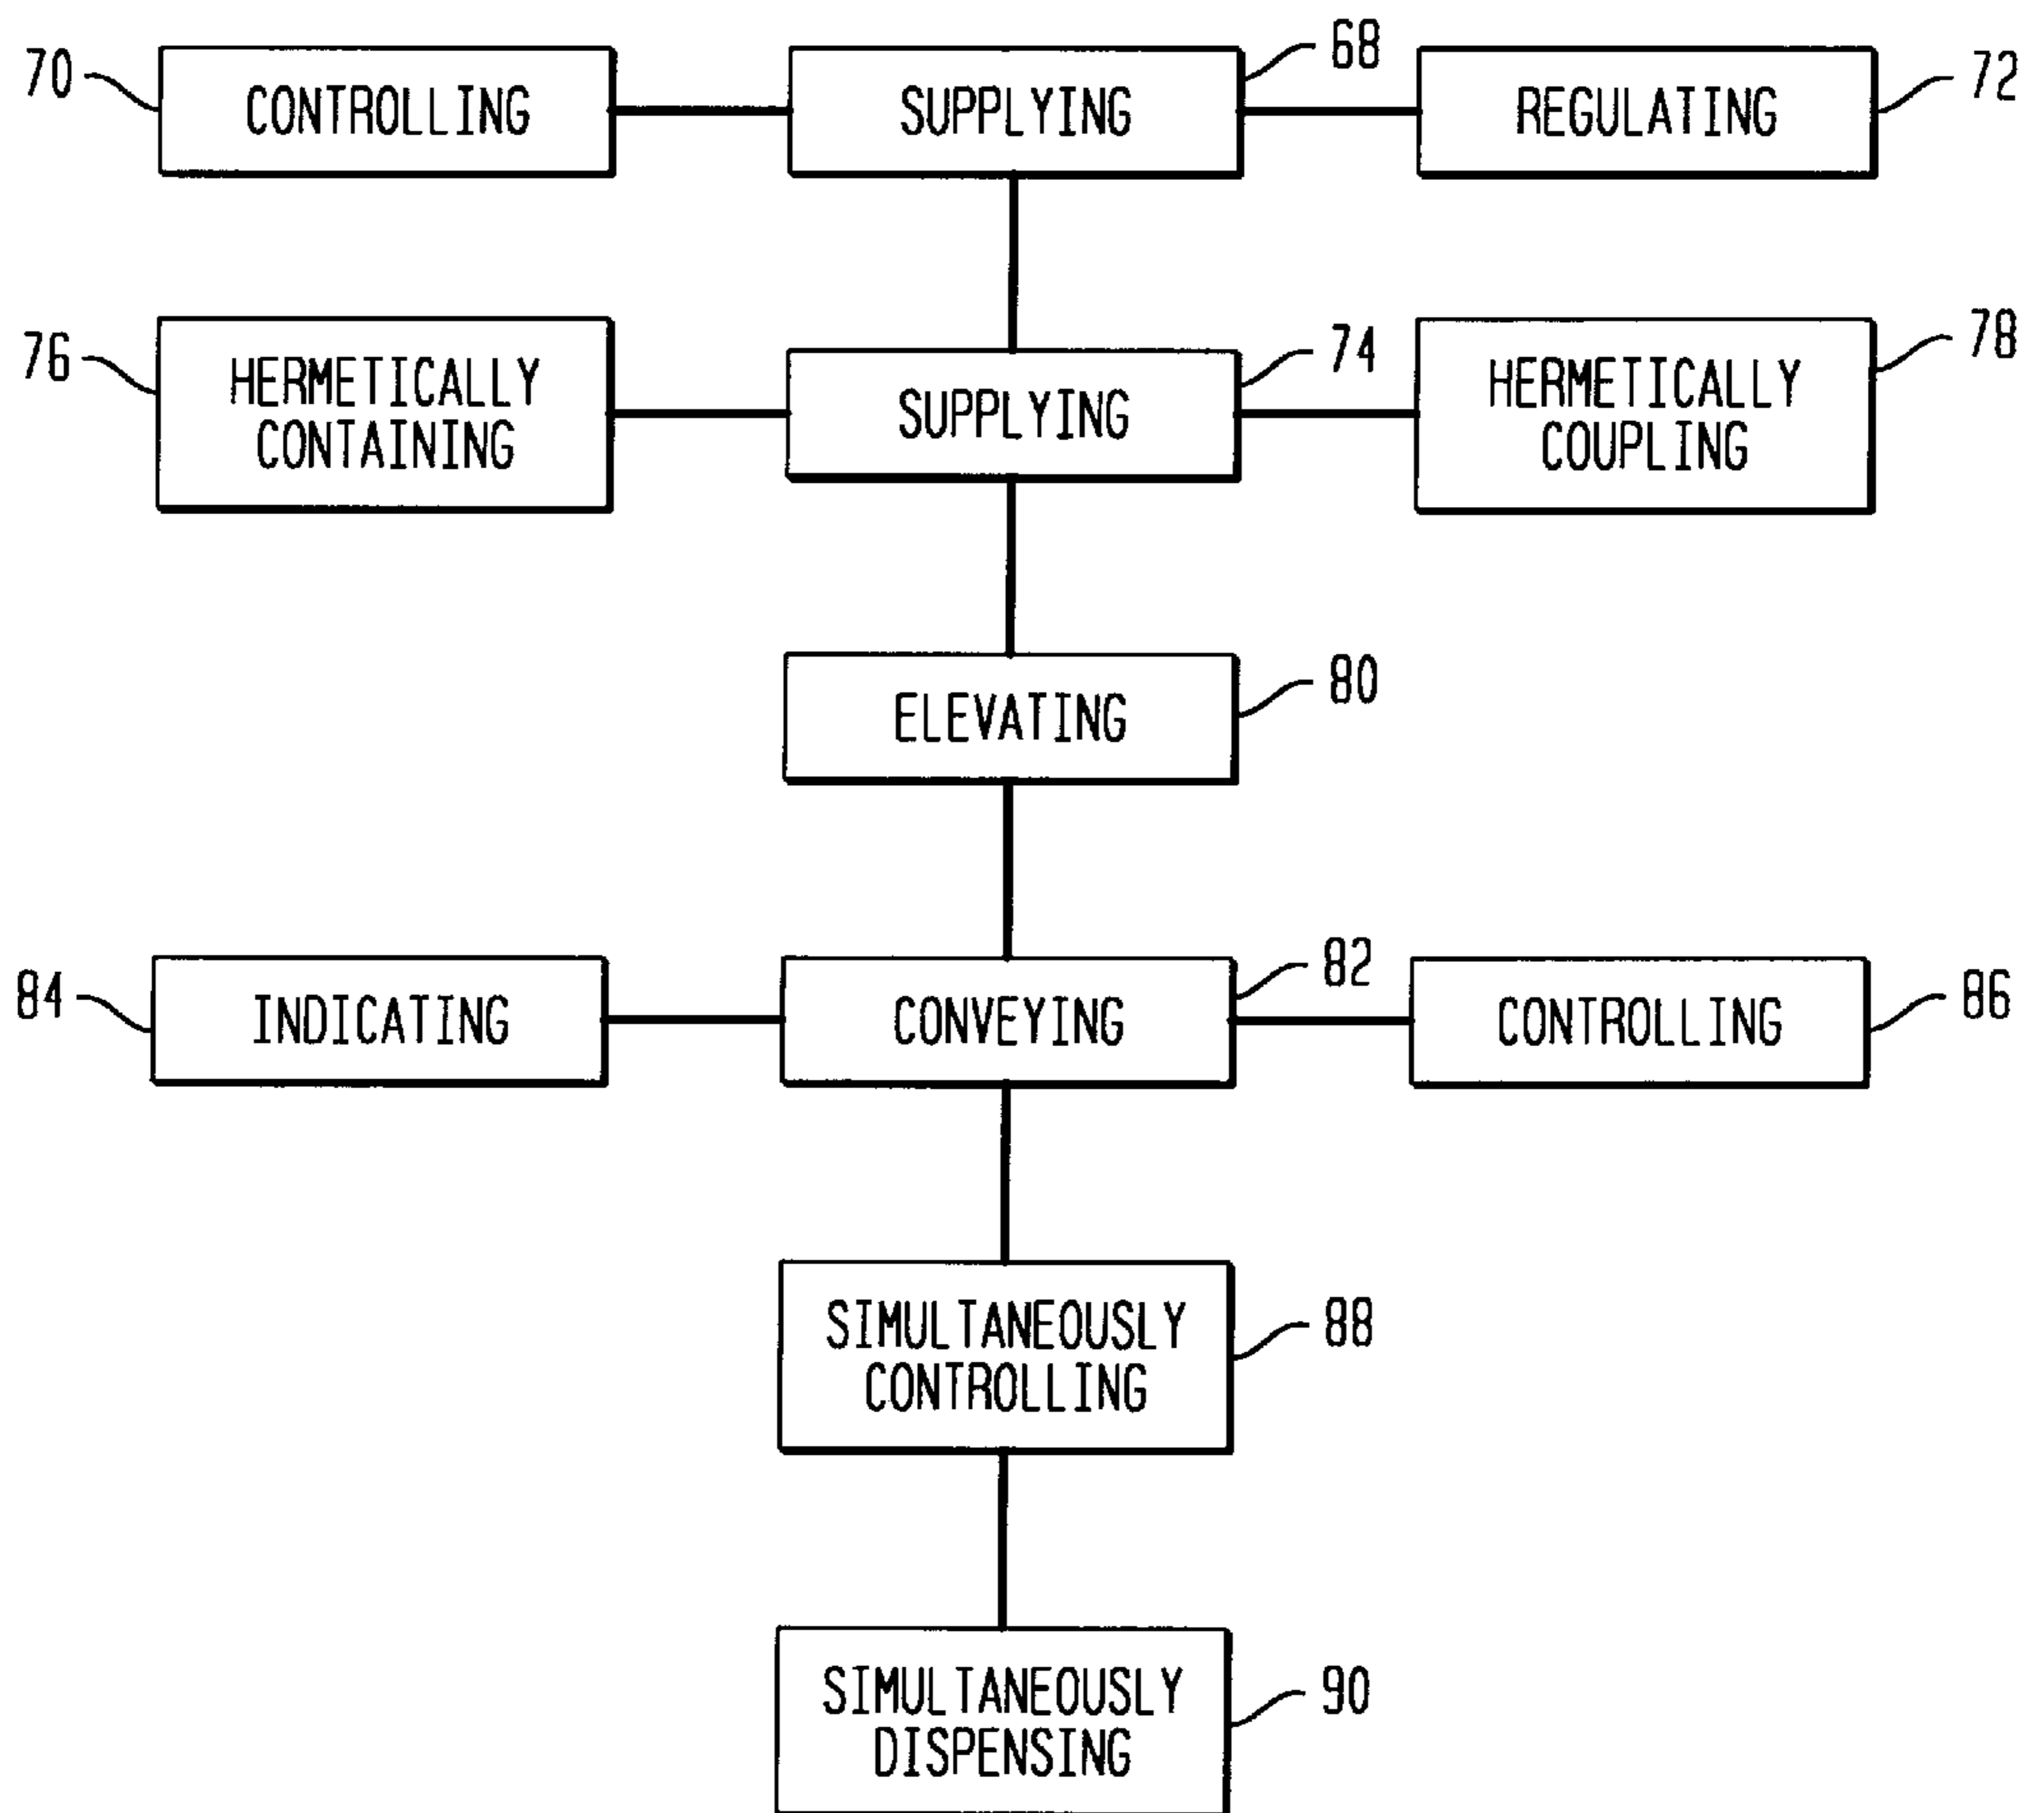 70 CONTROLLING SUPPLYING 68 REGULATING 72
76 HERMETICALLY
CONTAINING
SUPPLYING 74
HERMETICALLY
COUPLING 78
ELEVATING 80
84 INDICATING CONVEYING 82 CONTROLLING 86
SIMULTANEOUSLY
CONTROLLING 88
SIMULTANEOUSLY
DISPENSING 90